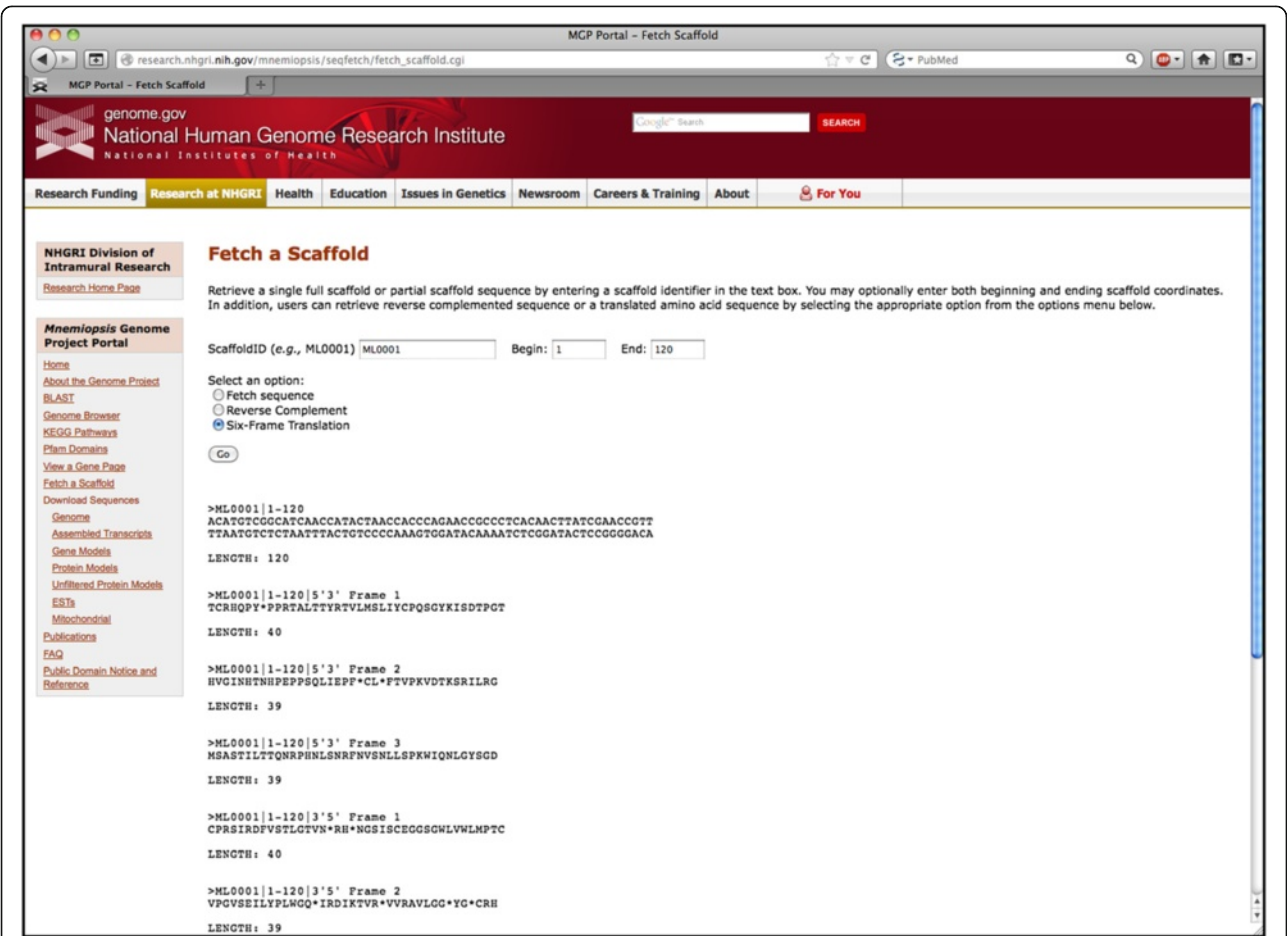 MGP Portal – Fetch Scaffold
research.nhgri.nih.gov/mnemiopsis/seqfetch/fetch_scaffold.cgi
PubMed
MGP Portal – Fetch Scaffold
genome.gov
National Human Genome Research Institute
National Institutes of Health
Google™ Search
SEARCH
Research Funding Research at NHGRI Health Education Issues in Genetics Newsroom Careers & Training About For You
NHGRI Division of
Intramural Research
Research Home Page
Mnemiopsis Genome
Project Portal
Home
About the Genome Project
BLAST
Genome Browser
KEGG Pathways
Pfam Domains
View a Gene Page
Fetch a Scaffold
Download Sequences
Genome
Assembled Transcripts
Gene Models
Protein Models
Unfiltered Protein Models
ESTs
Mitochondrial
Publications
FAQ
Public Domain Notice and
Reference
Fetch a Scaffold
Retrieve a single full scaffold or partial scaffold sequence by entering a scaffold identifier in the text box. You may optionally enter both beginning and ending scaffold coordinates.
In addition, users can retrieve reverse complemented sequence or a translated amino acid sequence by selecting the appropriate option from the options menu below.
ScaffoldID (e.g., ML0001) ML0001 Begin: 1 End: 120
Select an option:
Fetch sequence
Reverse Complement
Six-Frame Translation
Go
>ML0001|1-120
ACATGTCGGCATCAACCATACTAACCACCCAGAACCGCCCTCACAACTTATCGAACCGTT
TTAATGTCTCTAATTTACTGTCCCCAAAGTGGATACAAAATCTCGGATACTCCGGGGACA
LENGTH: 120
>ML0001|1-120|5'3' Frame 1
TCRHQPY*PPRTALTTYRTVLMSLIYCPQSGYKISDTPGT
LENGTH: 40
>ML0001|1-120|5'3' Frame 2
HVGINHTNHPEPPSQLIEPF*CL*FTVPKVDTKSRILRG
LENGTH: 39
>ML0001|1-120|5'3' Frame 3
MSASTILTTQNRPHNLSNRFNVSNLLSPKWIQNLGYSGD
LENGTH: 39
>ML0001|1-120|3'5' Frame 1
CPRSIRDFVSTLGTVN*RH*NGSISCEGGSGWLVWLMPTC
LENGTH: 40
>ML0001|1-120|3'5' Frame 2
VPGVSEILYPLWGQ*IRDIKTVR*VVRAVLGG*YG*CRH
LENGTH: 39